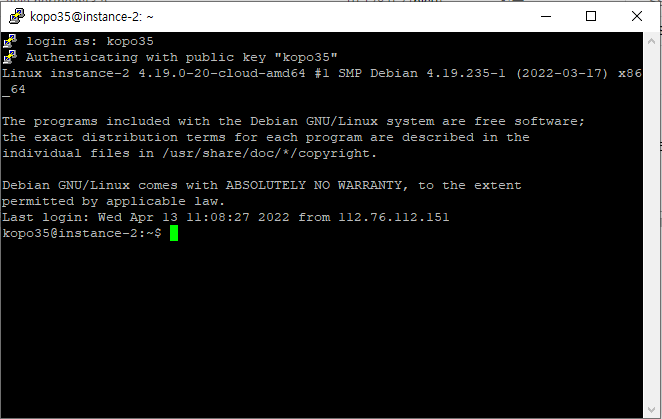 kopo35@instance-2: ~
login as: kopo35
Authenticating with public key "kopo35"
Linux instance-2 4.19.0-20-cloud-amd64 #1 SMP Debian 4.19.235-1 (2022-03-17) x86
_64
The programs included with the Debian GNU/Linux system are free software;
the exact distribution terms for each program are described in the
individual files in /usr/share/doc/*/copyright.
Debian GNU/Linux comes with ABSOLUTELY NO WARRANTY, to the extent
permitted by applicable law.
Last login: Wed Apr 13 11:08:27 2022 from 112.76.112.151
kopo35@instance-2:~$